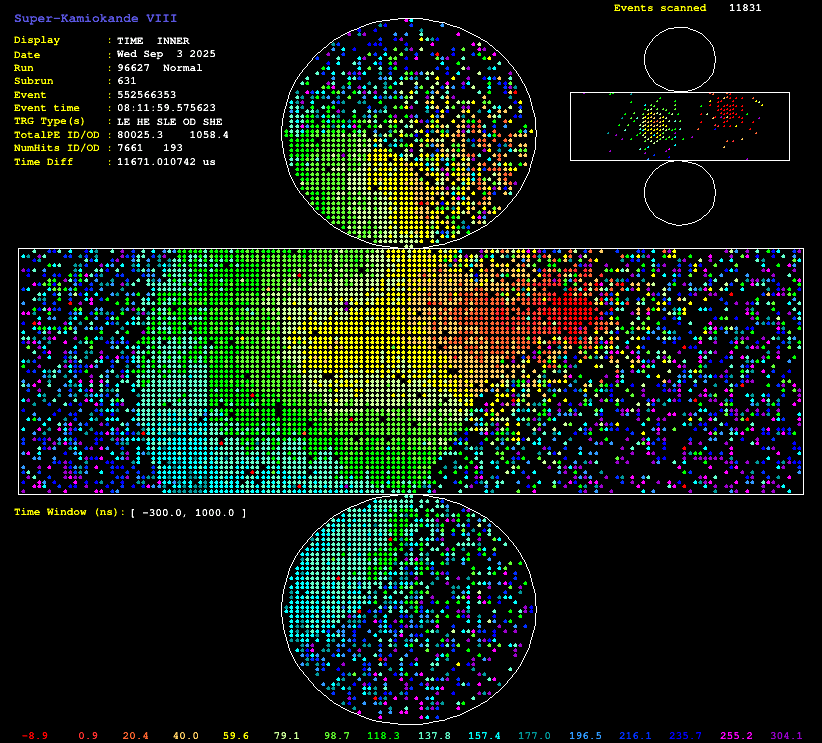 Super-Kamiokande VIII
Events scanned 11831
Display : TIME INNER
Date : Wed Sep 3 2025
Run : 96627 Normal
Subrun : 631
Event : 552566353
Event time : 08:11:59.575623
TRG Type(s) : LE HE SLE OD SHE
TotalPE ID/OD : 80025.3 1058.4
NumHits ID/OD : 7661 193
Time Diff : 11671.010742 us
Time Window (ns): [ -300.0, 1000.0 ]
-8.9 0.9 20.4 40.0 59.6 79.1 98.7 118.3 137.8 157.4 177.0 196.5 216.1 235.7 255.2 304.1